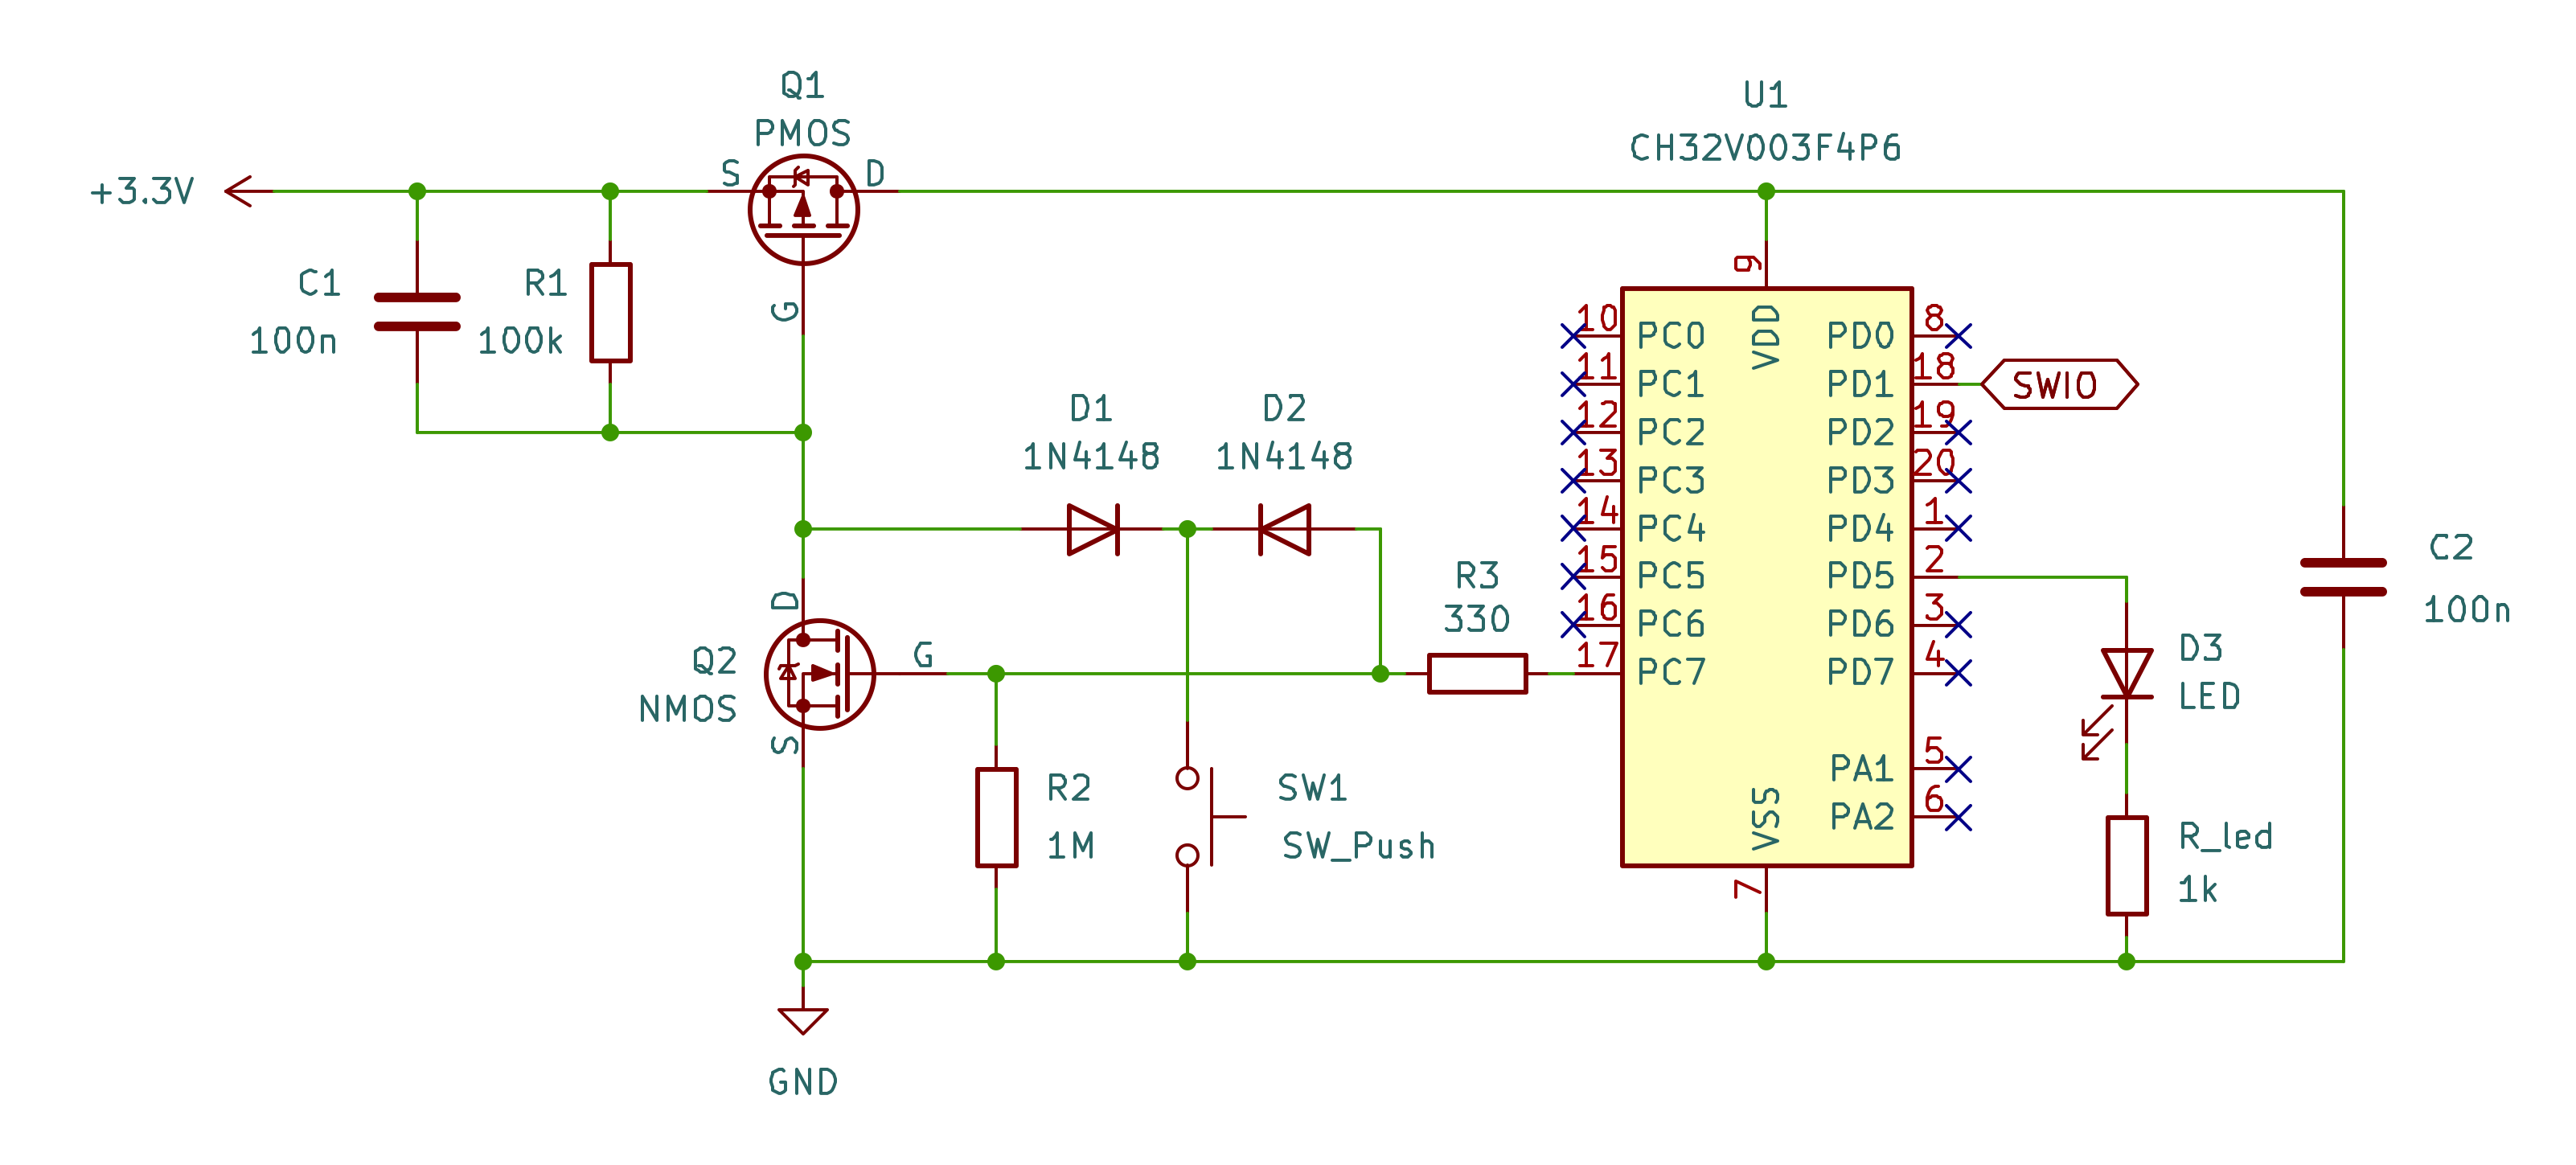 Q1
PMOS
S
D
G
+3.3V
C1
100n
R1
100k
D1
1N4148
D2
1N4148
D
Q2
NMOS
G
S
R2
1M
SW1
SW_Push
R3
330
GND
U1
CH32V003F4P6
9
VDD
10 PC0
11 PC1
12 PC2
13 PC3
14 PC4
15 PC5
16 PC6
17 PC7
PD0 8
PD1 18
SWIO
PD2 19
PD3 20
PD4 1
PD5 2
PD6 3
PD7 4
PA1 5
PA2 6
VSS
7
D3
LED
R_led
1k
C2
100n